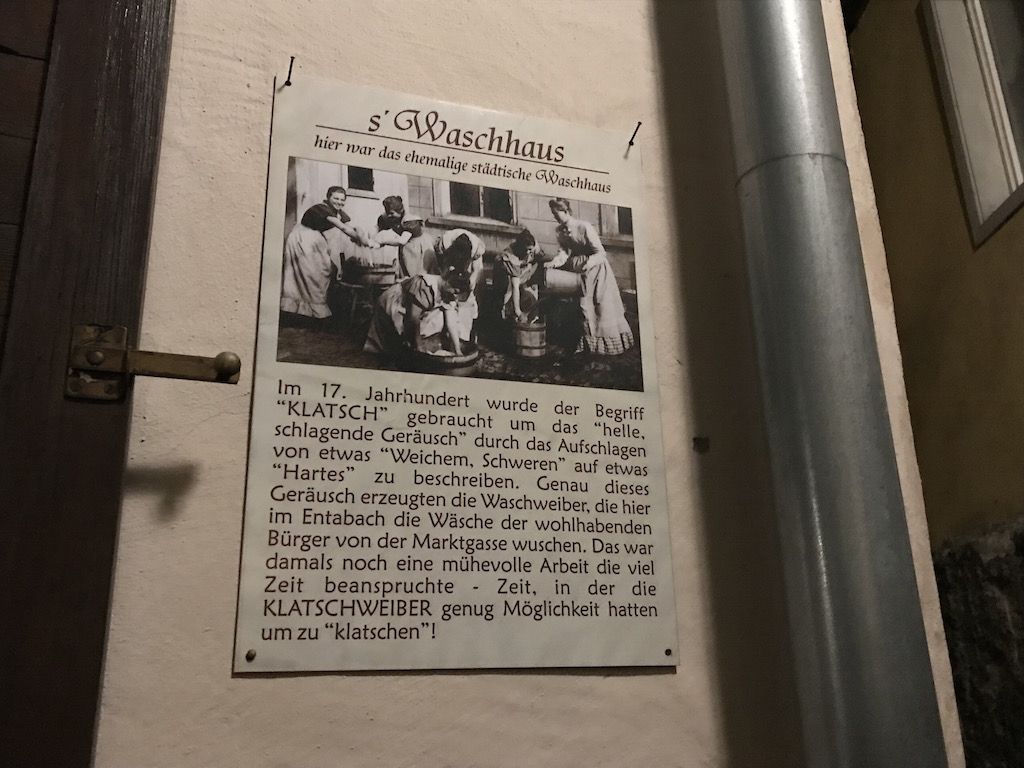 s' Waschhaus
hier war das ehemalige städtische Waschhaus
Im 17. Jahrhundert wurde der Begriff
“KLATSCH” gebraucht um das “helle,
schlagende Geräusch” durch das Aufschlagen
von etwas “Weichem, Schweren” auf etwas
“Hartes” zu beschreiben. Genau dieses
Geräusch erzeugten die Waschweiber, die hier
im Entabach die Wäsche der wohlhabenden
Bürger von der Marktgasse wuschen. Das war
damals noch eine mühevolle Arbeit die viel
Zeit beanspruchte - Zeit, in der die
KLATSCHWEIBER genug Möglichkeit hatten
um zu “klatschen”!